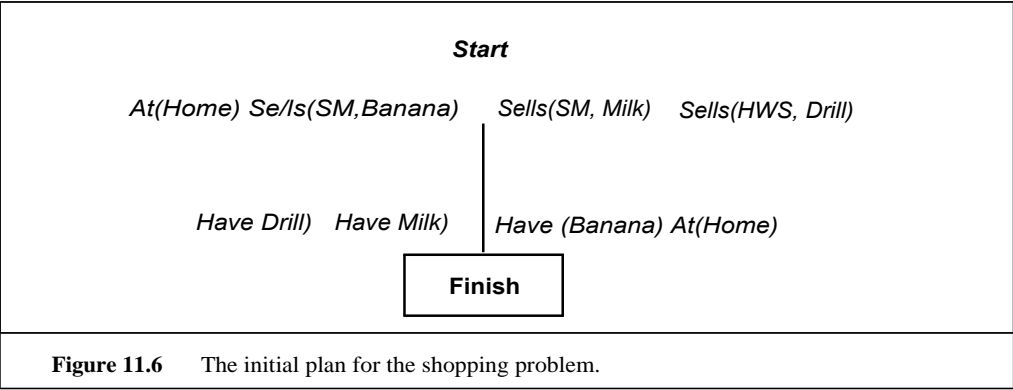 Start
At(Home) Se/ls(SM,Banana) Sells(SM, Milk) Sells(HWS, Drill)
Have Drill) Have Milk) Have (Banana) At(Home)
Finish
Figure 11.6 The initial plan for the shopping problem.